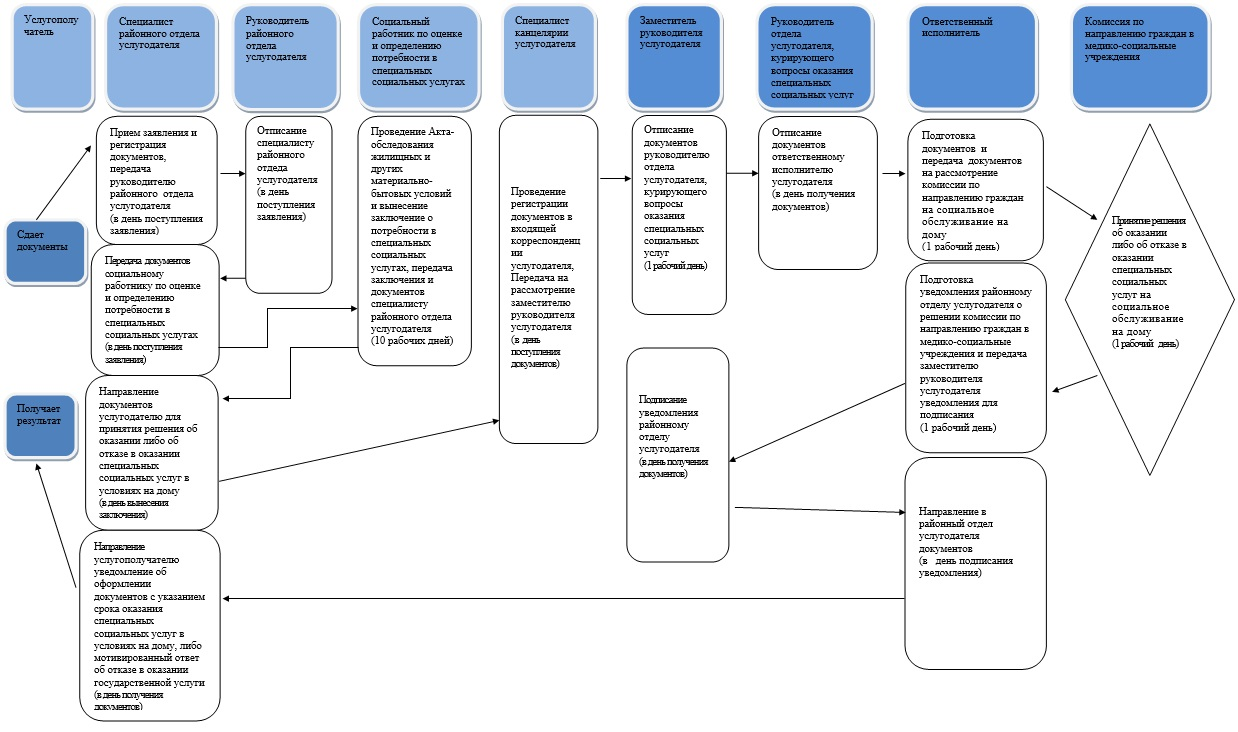 Услугополу
чатель
Специалист
районного отдела
услугодателя
Руководитель
районного
отдела
услугодателя
Социальный
работник по оценке
и определению
потребности в
специальных
социальных услугах
Специалист
канцелярии
услугодателя
Заместитель
руководителя
услугодателя
Руководитель
отдела
услугодателя,
курирующего
вопросы оказания
специальных
социальных услуг
Ответственный
исполнитель
Комиссия по
направлению граждан в
медико-социальные
учреждения
Сдает
документы
Прием заявления и
регистрация
документов,
передача
руководителю
районного отдела
услугодателя
(в день поступления
заявления)
Отписание
специалисту
районного
отдеда
услугодателя
(в день
поступления
заявления)
Передача документов
социальному
работнику по оценке
и определению
потребности в
специальных
социальных услугах
(в день поступления
заявления)
Проведение Акта-
обследования
жилищных и
других
материально-
бытовых условий
и вынесение
заключение о
потребности в
специальных
социальных
услугах, передача
заключения и
документов
специалисту
районного отдела
услугодателя
(10 рабочих дней)
Направление
документов
услугодателю для
принятия решения об
оказании либо об
отказе в оказании
специальных
социальных услуг в
условиях на дому
(в день вынесения
заключения)
Проведение
регистрации
документов в
входящей
корреспонденц
ии
услугодателя,
Передача на
рассмотрение
заместителю
руководителя
услугодателя
(в день
поступления
документов)
Отписание
документов
руководителю
отдела
услугодателя,
курирующего
вопросы
оказания
специальных
социальных
услуг
(1 рабочий день)
Отписание
документов
ответственному
исполнителю
услугодателя
(в день получения
документов)
Подготовка
документов и
передача документов
на рассмотрение
комиссии по
направлению граждан
на социальное
обслуживание на
дому
(1 рабочий день)
Принятие решения
об оказании
либо об отказе в
оказании
специальных
социальных
услуг на
социальное
обслуживание
на дому
(1 рабочий день)
Подготовка
уведомления районному
отделу услугодателя о
решении комиссии по
направлению граждан в
медико-социальные
учреждения и передача
заместителю
руководителя
услугодателя
уведомления для
подписания
(1 рабочий день)
Подписание
уведомления
районному
отделу
услугодателя
(в день получения
документов)
Направление в
районный отдел
услугодателя
документов
(в день подписания
уведомления)
Направление
услугополучателю
уведомление об
оформлении
документов с указанием
срока оказания
специальных
социальных услуг в
условиях на дому, либо
мотивированный ответ
об отказе в оказании
государственной услуги
(в день получения
документов)
Получает
результат